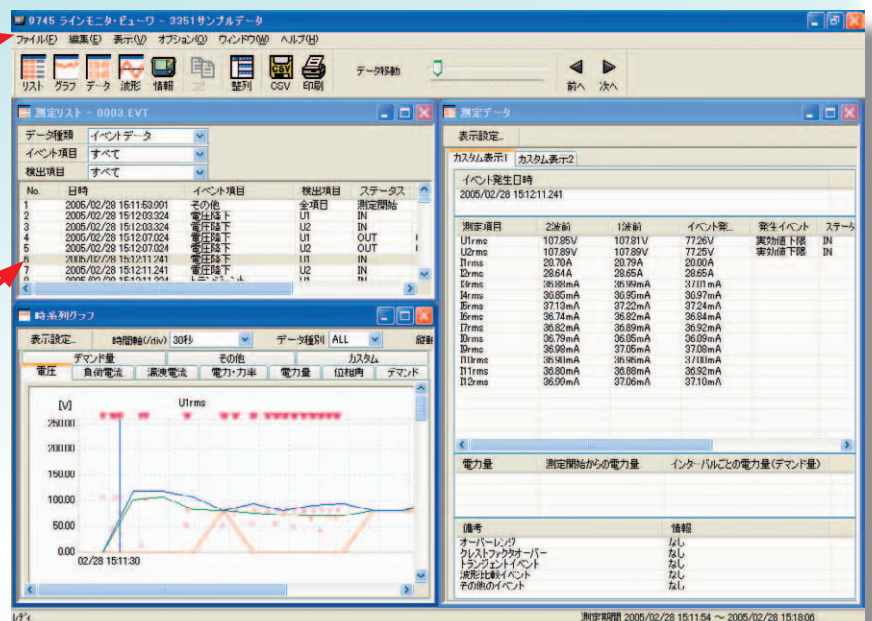 9745 ラインモニタ・ビューワ - 3351サンプルデータ
ファイル(F) 編集(E) 表示(V) オプション(O) ウィンドウ(W) ヘルプ(H)
リスト グラフ データ 波形 情報 整列 CSV 印刷 データ移動 前へ 次へ
測定リスト - 0003.EVT
データ種類 イベントデータ
イベント項目 すべて
検出項目 すべて
No. 日時 イベント項目 検出項目 ステータス
1 2005/02/28 15:11:53.991 その他 全項目 測定開始
2 2005/02/28 15:12:03.324 電圧降下 U1 IN
3 2005/02/28 15:12:03.324 電圧降下 U2 IN
4 2005/02/28 15:12:07.024 電圧降下 U1 OUT
5 2005/02/28 15:12:07.024 電圧降下 U2 OUT
6 2005/02/28 15:12:11.241 電圧降下 U1 IN
7 2005/02/28 15:12:11.241 電圧降下 U2 IN
時系列グラフ
表示設定... 時間軸(/div) 30秒 データ種別 ALL 縦軸
デマンド量 その他 カスタム
電圧 負荷電流 漏洩電流 電力・力率 電力量 位相角 デマンド
[V] U1rms
250.00
200.00
150.00
100.00
50.00
0.00
02/28 15:11:30
測定データ
表示設定...
カスタム表示1 カスタム表示2
イベント発生日時
2005/02/28 15:12:11.241
測定項目 2波前 1波前 イベント発... 発生イベント ステータ
U1rms 107.85V 107.81V 77.26V 実効値下限 IN
U2rms 107.89V 107.89V 77.25V 実効値下限 IN
I1rms 20.70A 20.79A 20.00A
I2rms 28.64A 28.65A 28.65A
I3rms 36.88mA 36.99mA 37.01mA
I4rms 36.85mA 36.95mA 36.97mA
I5rms 37.13mA 37.22mA 37.24mA
I6rms 36.74mA 36.82mA 36.84mA
I7rms 36.82mA 36.89mA 36.92mA
I8rms 36.79mA 36.05mA 36.09mA
I9rms 36.98mA 37.05mA 37.08mA
I10rms 36.90mA 36.95mA 37.00mA
I11rms 36.80mA 36.88mA 36.92mA
I12rms 36.99mA 37.06mA 37.10mA
電力量 測定開始からの電力量 インターバルごとの電力量(デマンド量)
備考 情報
オーバーレンジ なし
クレストファクタオーバー なし
トランジェントイベント なし
波形比較イベント なし
その他のイベント なし
レディ 測定期間 2005/02/28 15:11:54 ～ 2005/02/28 15:18:06